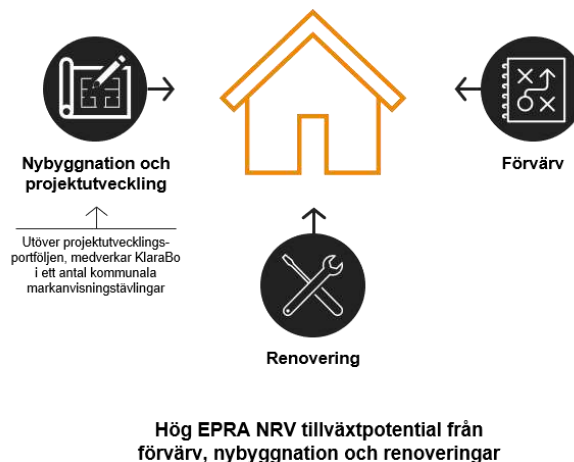 Nybyggnation och
projektutveckling
Utöver projektutvecklings-
portföljen, medverkar KlaraBo
i ett antal kommunala
markanvisningstävlingar
Förvärv
Renovering
Hög EPRA NRV tillväxtpotential från
förvärv, nybyggnation och renoveringar